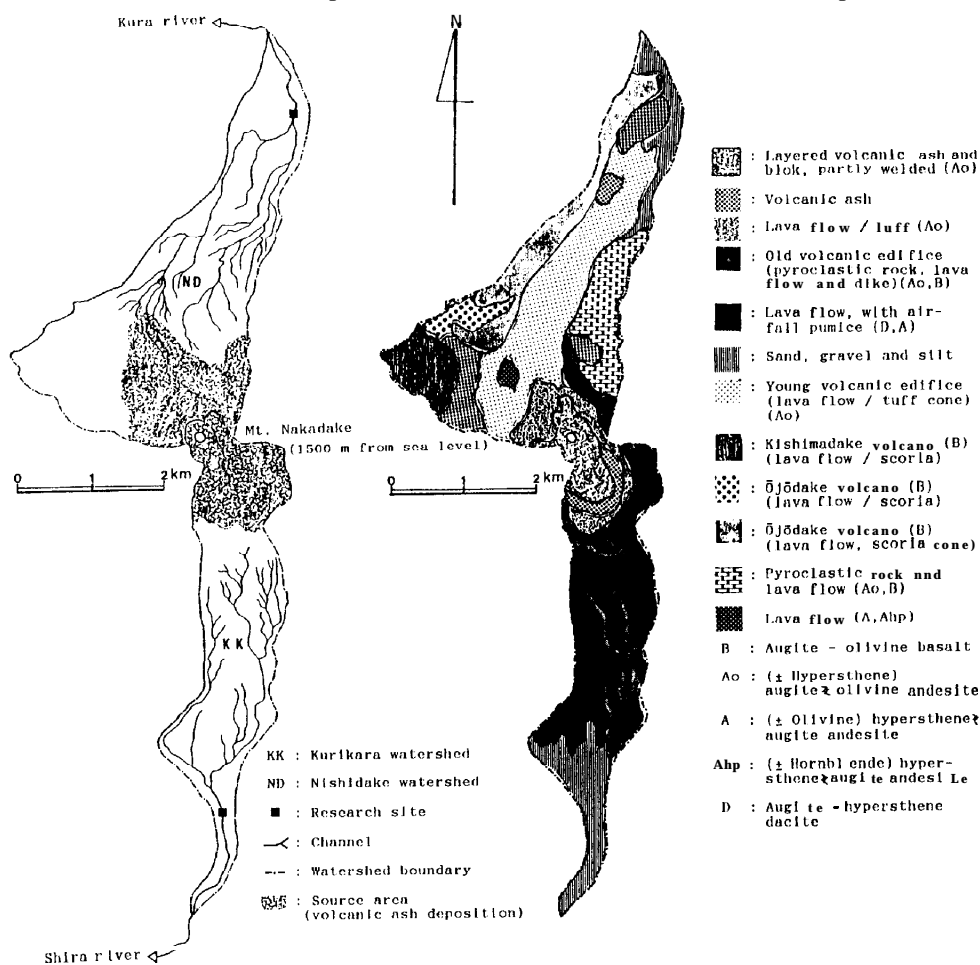 Kura river
N
ND
Mt. Nakadake
(1500 m from sea level)
0 2 km
0 2 km
KK
KK : Kurikara watershed
ND : Nishidake watershed
■ : Research site
: Channel
: Watershed boundary
: Source area
(volcanic ash deposition)
Shira river
: Layered volcanic ash and
blok, partly welded (Ao)
: Volcanic ash
: Lava flow / tuff (Ao)
: Old volcanic edifice
(pyroclastic rock, lava
flow and dike)(Ao,B)
: Lava flow, with air-
fall pumice (D,A)
: Sand, gravel and silt
: Young volcanic edifice
(lava flow / tuff cone)
(Ao)
: Kishimadake volcano (B)
(lava flow / scoria)
: Ōjōdake volcano (B)
(lava flow / scoria)
: Ōjōdake volcano (B)
(lava flow, scoria cone)
: Pyroclastic rock nnd
lava flow (Ao,B)
Lava flow (A,Ahp)
B : Augite - olivine basalt
Ao : (± Hypersthene)
augite≷ olivine andesite
A : (± Olivine) hypersthene≷
augite andesite
Ahp : (± Hornblende) hyper-
sthene≷augite andesiLe
D : Augite - hypersthene
dacite